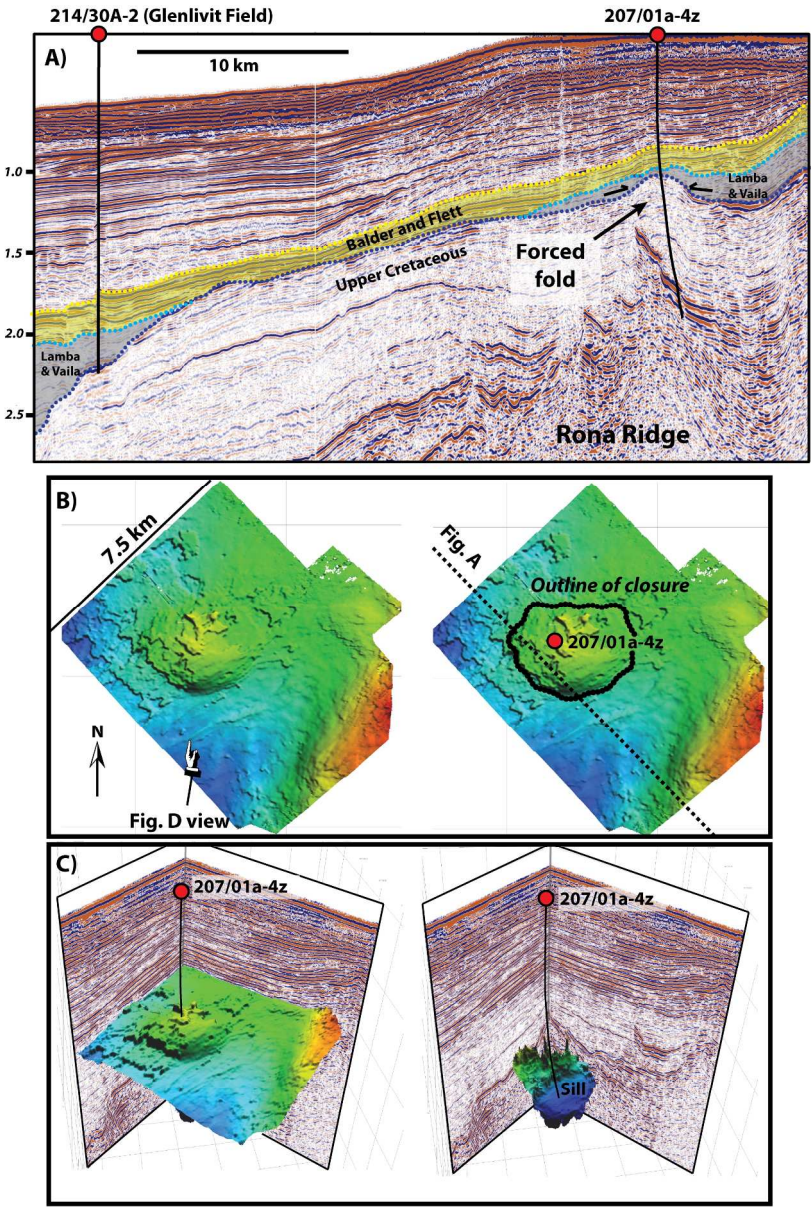 214/30A-2 (Glenlivit Field)
207/01a-4z
A)
10 km
1.0
1.5
2.0
2.5
Balder and Flett
Upper Cretaceous
Lamba
& Vaila
Forced
fold
Lamba
& Vaila
Rona Ridge
B)
7.5 km
N
Fig. D view
Fig. A
Outline of closure
207/01a-4z
C)
207/01a-4z
207/01a-4z
Sill